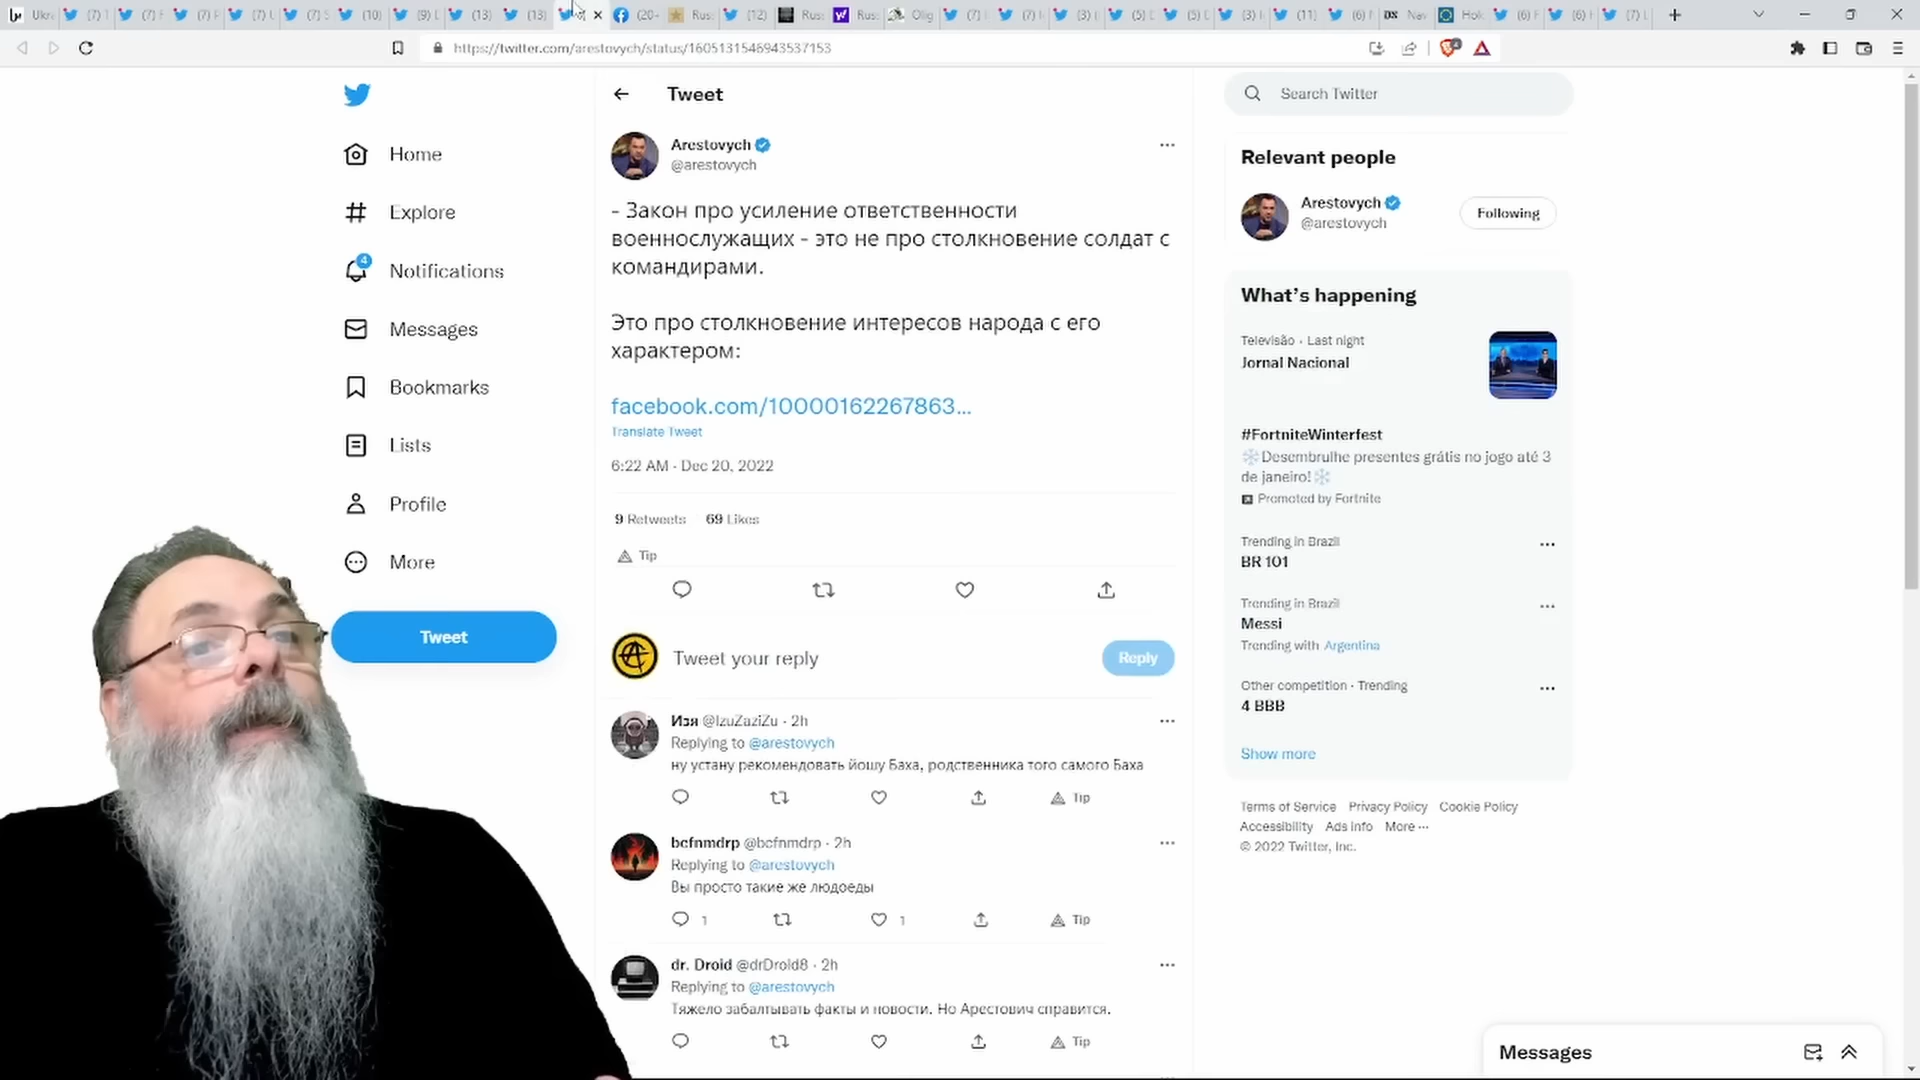 https://twitter.com/arestovych/status/1605131546943537153
Home
Explore
4
Notifications
Messages
Bookmarks
Lists
Profile
More
Tweet
Tweet
Arestovych
@arestovych
- Закон про усиление ответственности
военнослужащих - это не про столкновение солдат с
командирами.
Это про столкновение интересов народа с его
характером:
facebook.com/10000162267863...
Translate Tweet
6:22 AM · Dec 20, 2022
9 Retweets 69 Likes
Tip
Tweet your reply
Reply
Изя @IzuZaziZu · 2h
Replying to @arestovych
ну устану рекомендовать йошу Баха, родственника того самого Баха
Tip
bcfnmdrp @bcfnmdrp · 2h
Replying to @arestovych
Вы просто такие же людоеды
1 1 Tip
dr. Droid @drDroid8 · 2h
Replying to @arestovych
Тяжело забалтывать факты и новости. Но Арестович справится.
Tip
Search Twitter
Relevant people
Arestovych
@arestovych
Following
What's happening
Televisão · Last night
Jornal Nacional
#FortniteWinterfest
Desembrulhe presentes grátis no jogo até 3
de janeiro!
Promoted by Fortnite
Trending in Brazil
BR 101
Trending in Brazil
Messi
Trending with Argentina
Other competition · Trending
4 BBB
Show more
Terms of Service Privacy Policy Cookie Policy
Accessibility Ads info More ...
© 2022 Twitter, Inc.
Messages